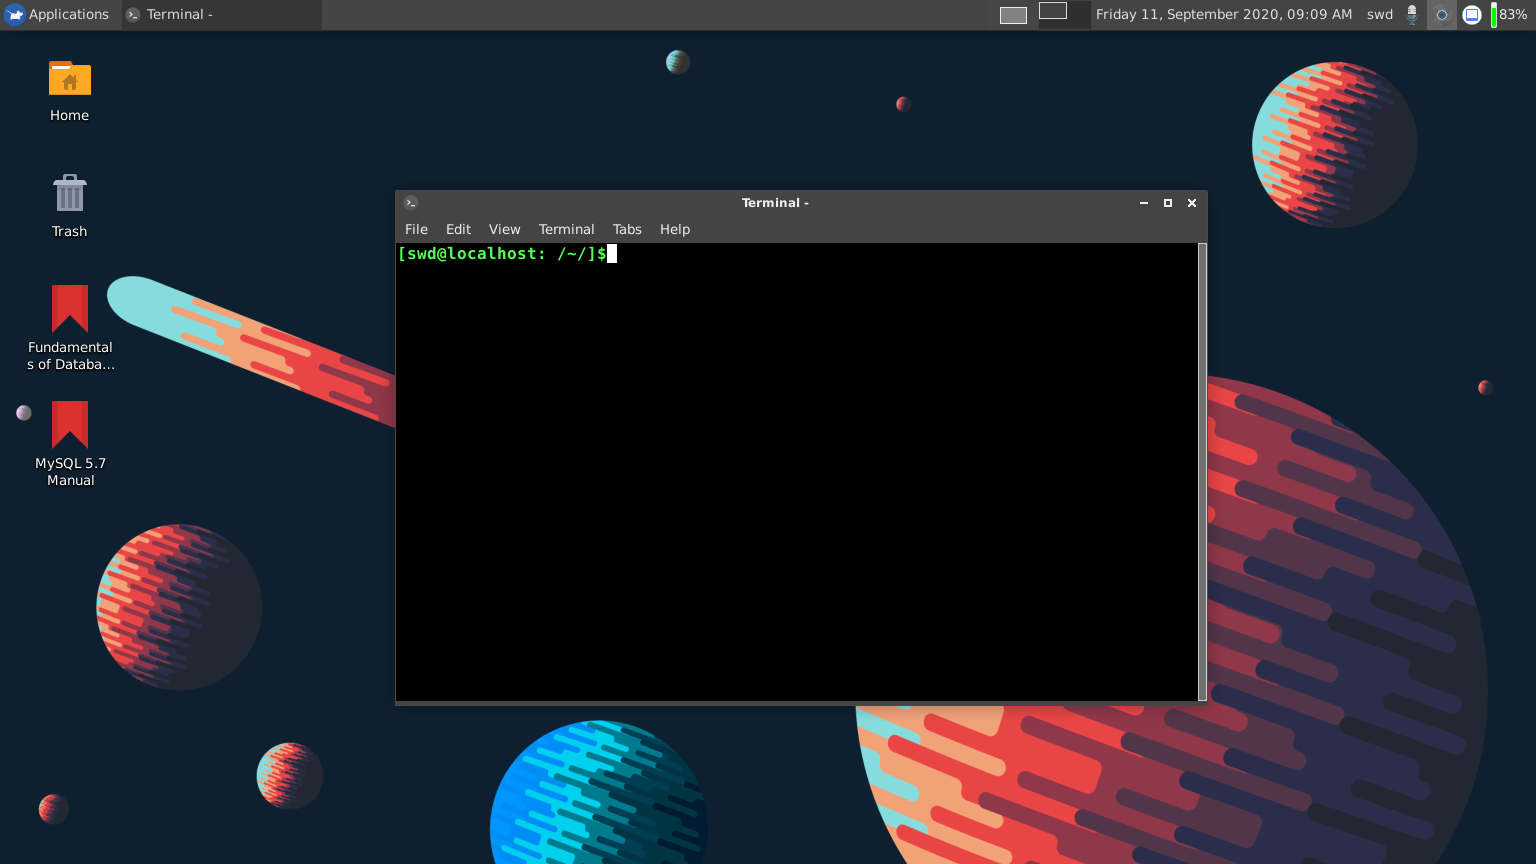 Applications
Terminal -
Friday 11, September 2020, 09:09 AM
swd
83%
Home
Trash
Fundamental
s of Databa...
MySQL 5.7
Manual
Terminal -
File Edit View Terminal Tabs Help
[swd@localhost: /~/]$